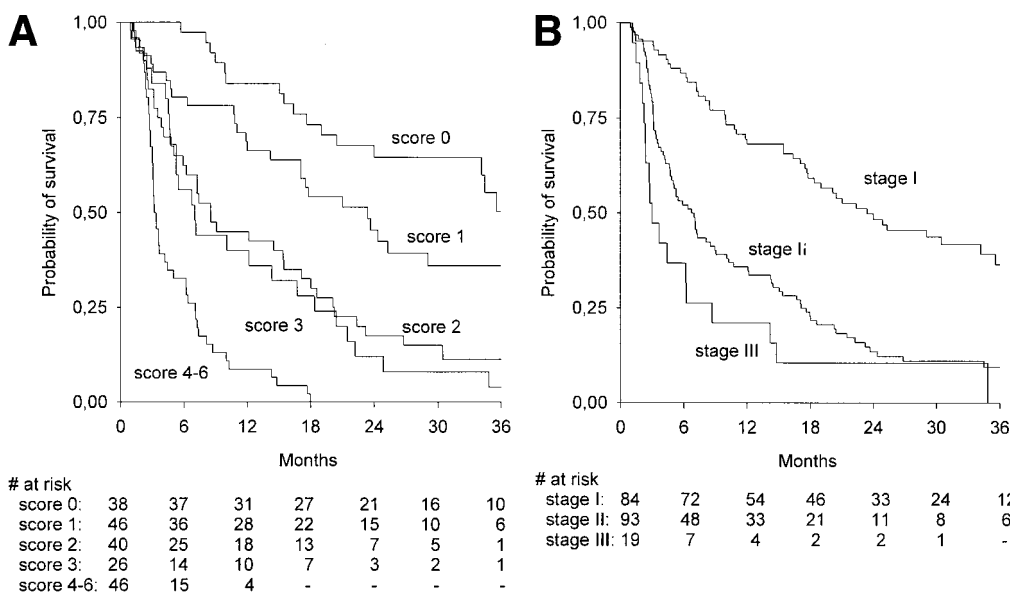 A
1,00
0,75
0,50
0,25
0,00
Probability of survival
score 0
score 1
score 2
score 3
score 4-6
0 6 12 18 24 30 36
Months
# at risk
score 0: 38 37 31 27 21 16 10
score 1: 46 36 28 22 15 10 6
score 2: 40 25 18 13 7 5 1
score 3: 26 14 10 7 3 2 1
score 4-6: 46 15 4 - - - -
B
1,00
0,75
0,50
0,25
0,00
Probability of survival
stage I
stage II
stage III
0 6 12 18 24 30 36
Months
# at risk
stage I: 84 72 54 46 33 24 12
stage II: 93 48 33 21 11 8 6
stage III: 19 7 4 2 2 1 -